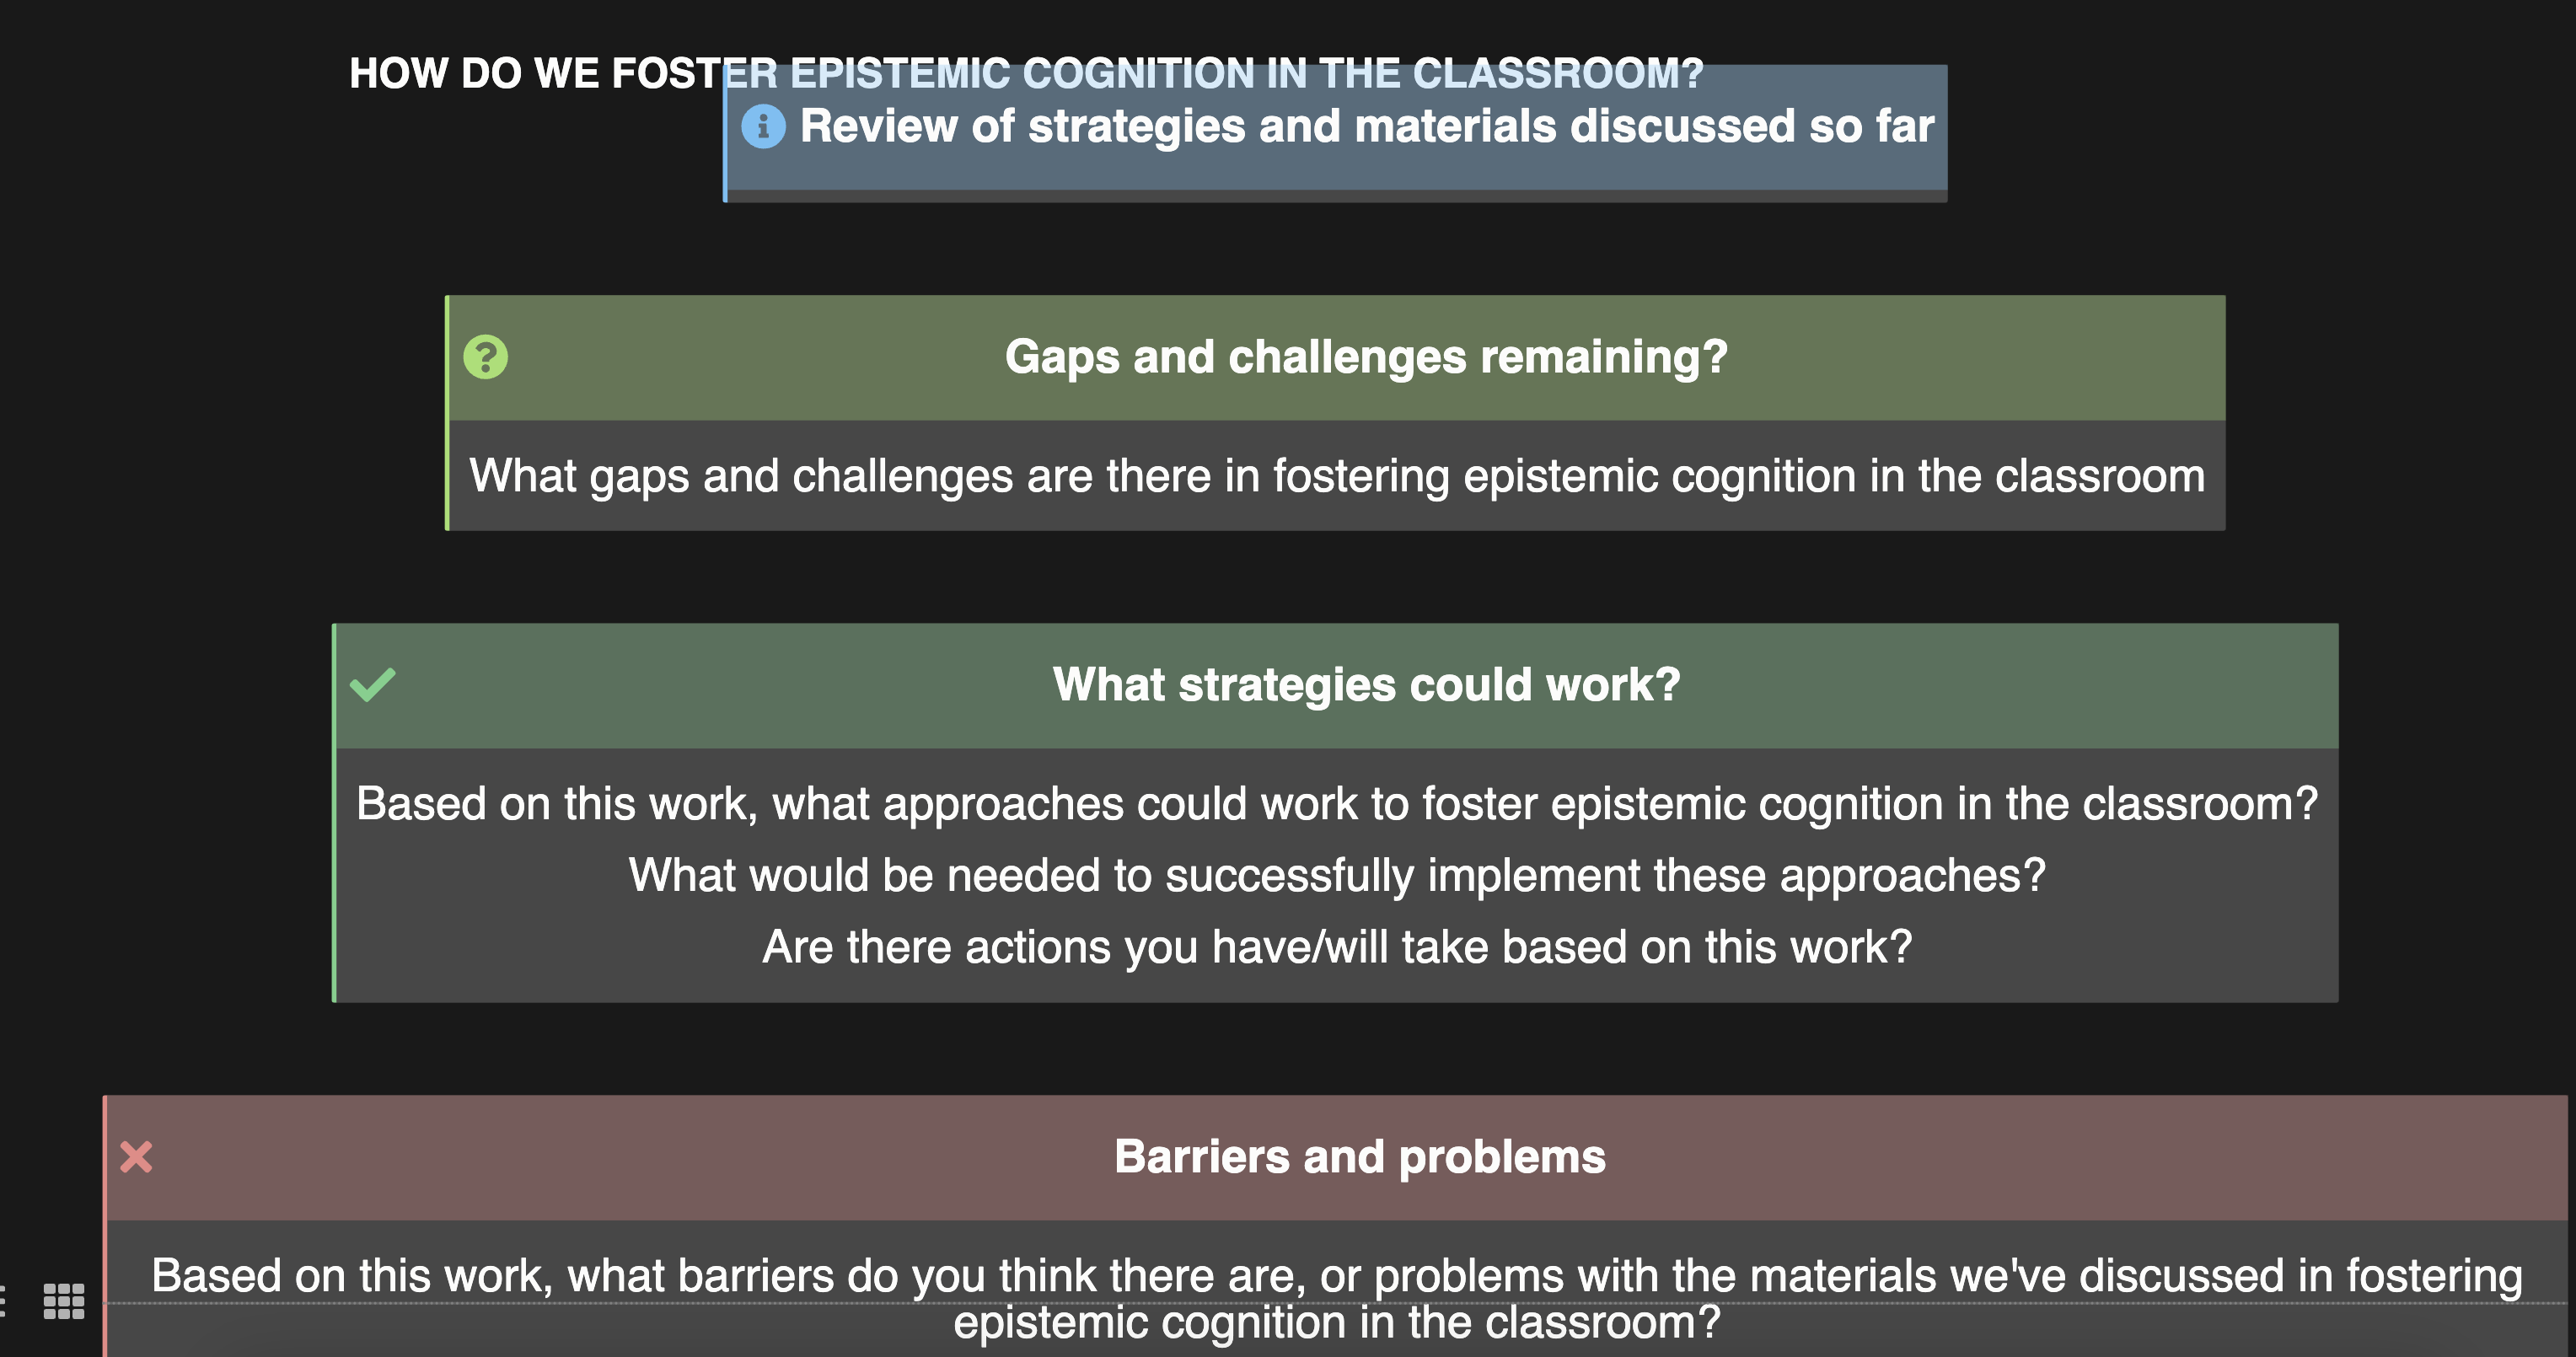 HOW DO WE FOSTER EPISTEMIC COGNITION IN THE CLASSROOM?
Review of strategies and materials discussed so far
Gaps and challenges remaining?
What gaps and challenges are there in fostering epistemic cognition in the classroom
What strategies could work?
Based on this work, what approaches could work to foster epistemic cognition in the classroom?
What would be needed to successfully implement these approaches?
Are there actions you have/will take based on this work?
Barriers and problems
Based on this work, what barriers do you think there are, or problems with the materials we've discussed in fostering
epistemic cognition in the classroom?